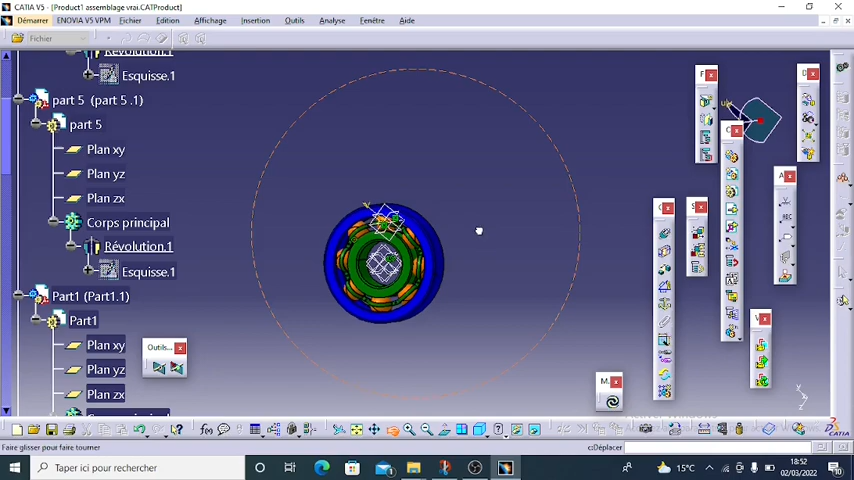 CATIA V5 - [Product1 assemblage vrai.CATProduct]
Démarrer ENOVIA V5 VPM Fichier Edition Affichage Insertion Outils Analyse Fenêtre Aide
Fichier
Révolution.1
Esquisse.1
part 5 (part 5 .1)
part 5
Plan xy
Plan yz
Plan zx
Corps principal
Révolution.1
Esquisse.1
Part1 (Part1.1)
Part1
Plan xy
Plan yz
Plan zx
Outils...
F
D
C
A
C
S
V
M.
f(x)
CATIA
Faire glisser pour faire tourner
c:Déplacer
Taper ici pour rechercher
15°C
18:52
02/03/2022